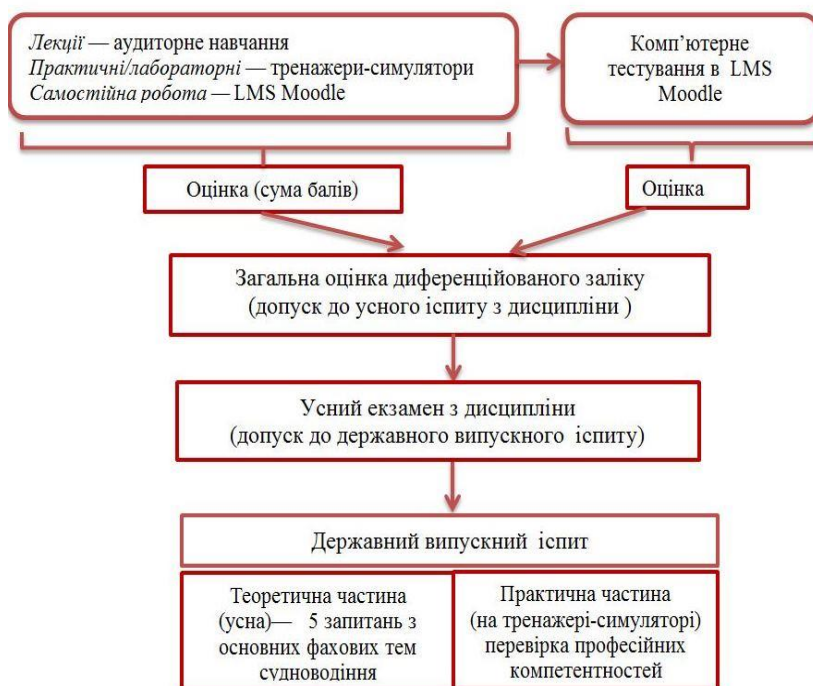 Лекції — аудиторне навчання
Практичні/лабораторні — тренажери-симулятори
Самостійна робота — LMS Moodle
Комп’ютерне
тестування в LMS
Moodle
Оцінка (сума балів)
Оцінка
Загальна оцінка диференційованого заліку
(допуск до усного іспиту з дисципліни )
Усний екзамен з дисципліни
(допуск до державного випускного іспиту)
Державний випускний іспит
Теоретична частина
(усна)— 5 запитань з
основних фахових тем
судноводіння
Практична частина
(на тренажері-симуляторі)
перевірка професійних
компетентностей